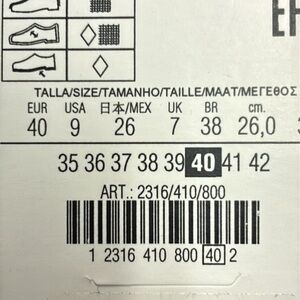 TALLA/SIZE/TAMANHO/TAILLE/MAAT/ΜΕΓΕΘΟΣ
EUR USA 日本/MEX UK BR cm.
40 9 26 7 38 26,0
35 36 37 38 39 40 41 42
ART.: 2316/410/800
1 2316 410 800 40 2